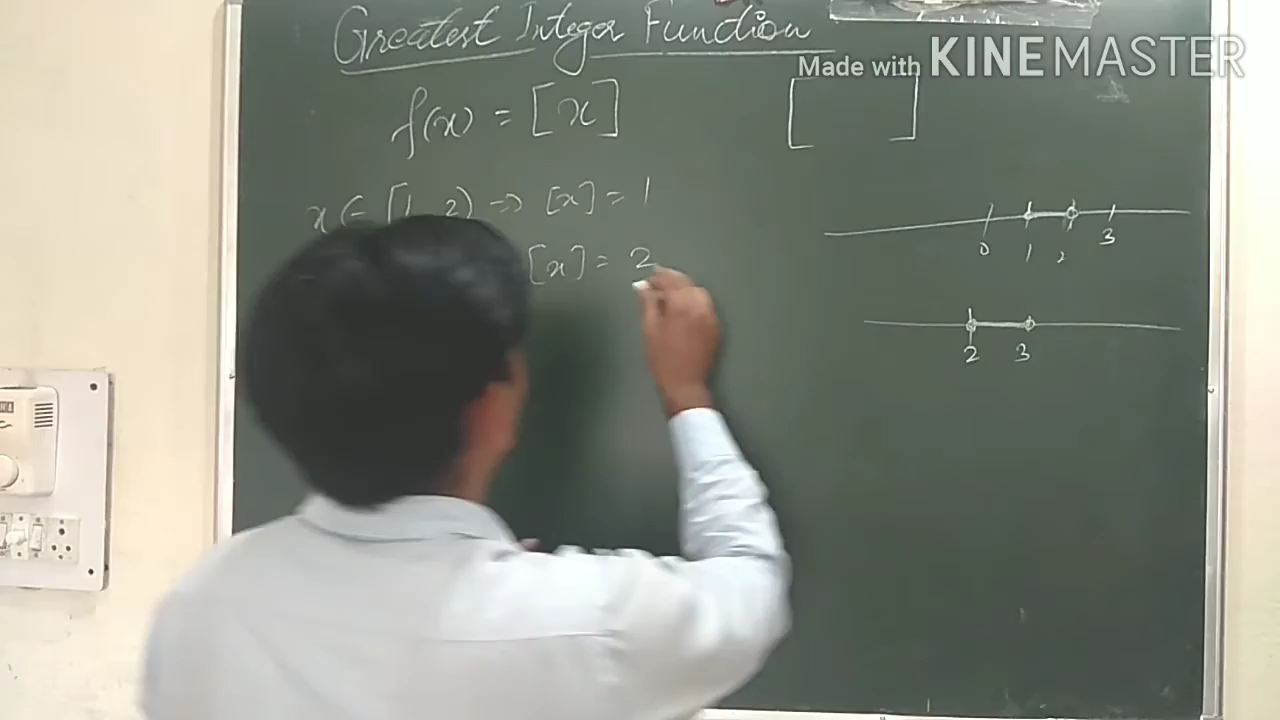 Greatest Integer Function
Made with KINEMASTER
f(x) = [x] [ ]
x ∈ [1, 2) → [x] = 1
[x] = 2
0 1 2 3
2 3